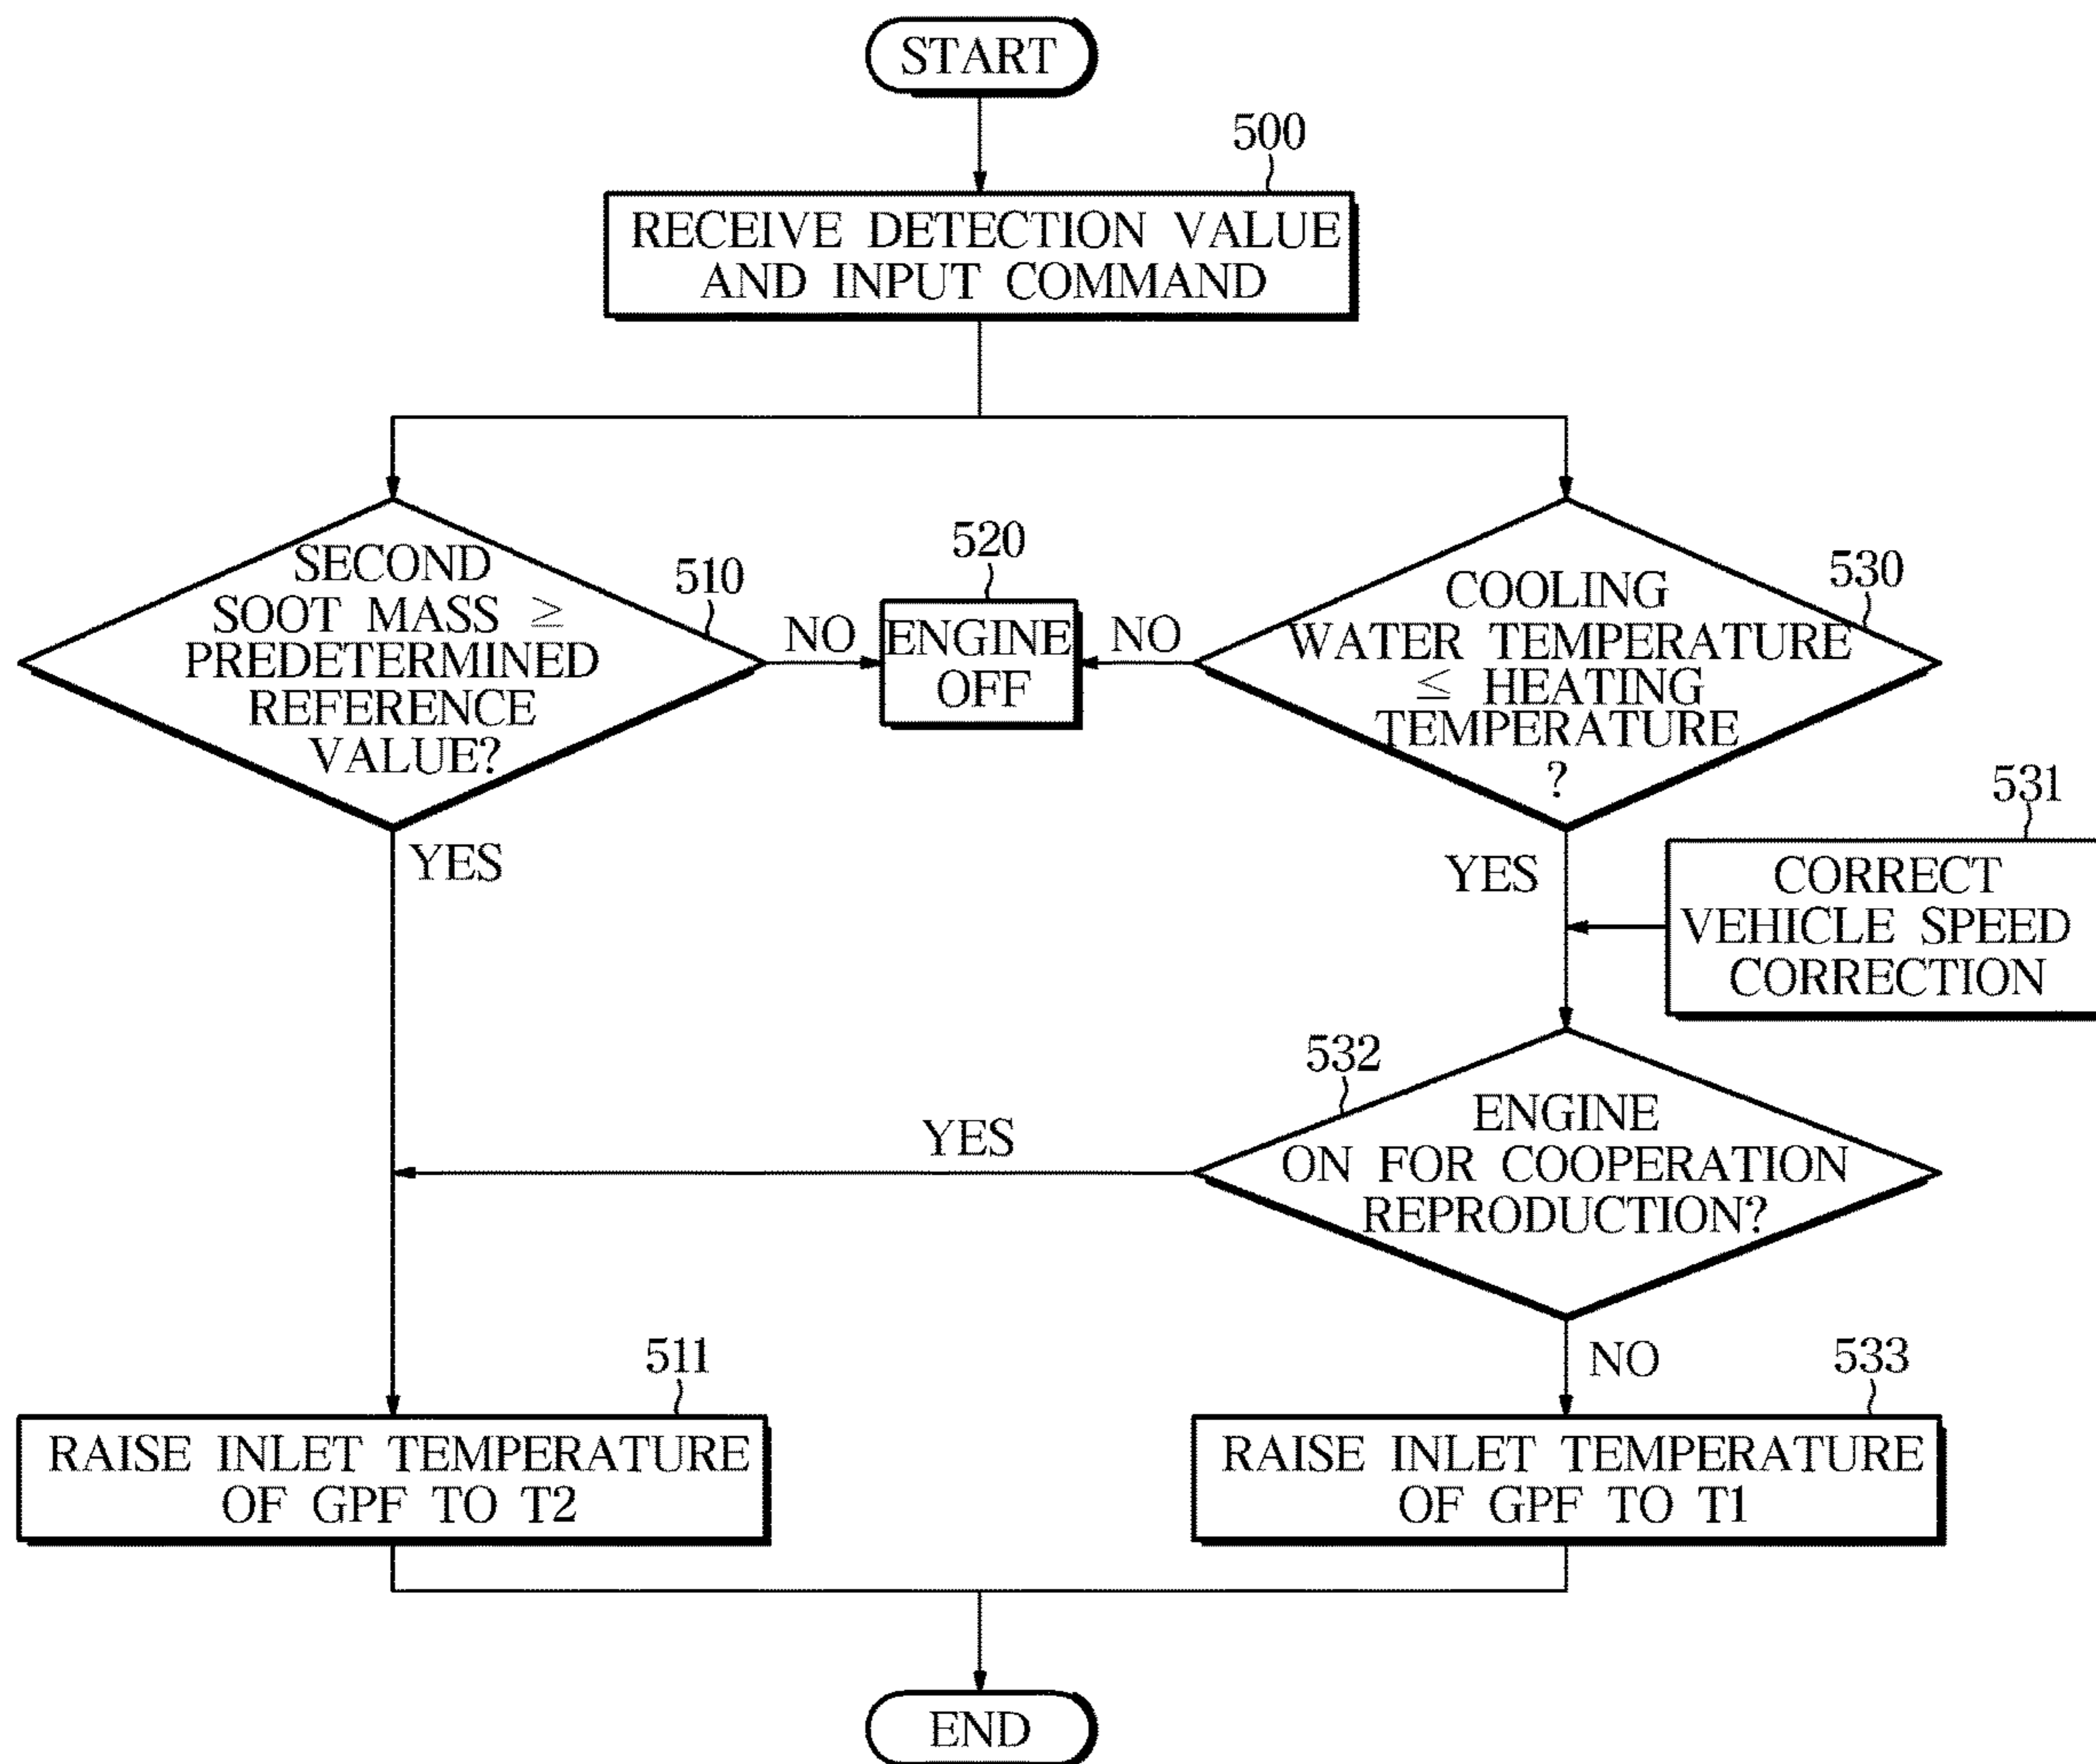 START
500
RECEIVE DETECTION VALUE
AND INPUT COMMAND
SECOND
SOOT MASS ≥
PREDETERMINED
REFERENCE
VALUE?
510
NO
520
ENGINE
OFF
NO
COOLING
WATER TEMPERATURE
≤ HEATING
TEMPERATURE
?
530
YES
YES
531
CORRECT
VEHICLE SPEED
CORRECTION
532
ENGINE
ON FOR COOPERATION
REPRODUCTION?
YES
NO
511
RAISE INLET TEMPERATURE
OF GPF TO T2
533
RAISE INLET TEMPERATURE
OF GPF TO T1
END